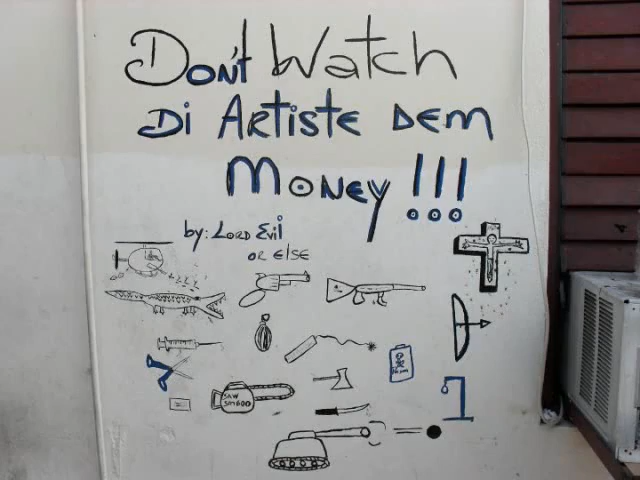 Don't Watch
Di Artiste Dem
Money!!!
by: Lord Evil
or else
SAW